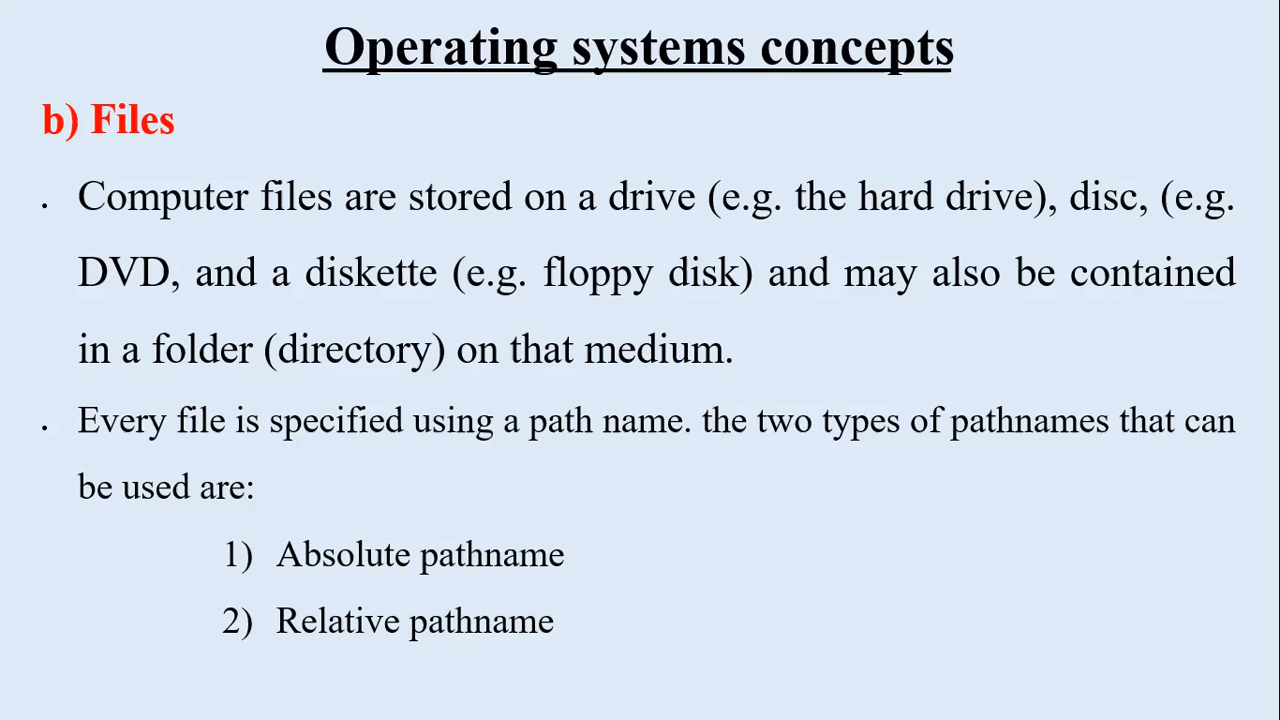 Operating systems concepts
b) Files
. Computer files are stored on a drive (e.g. the hard drive), disc, (e.g.
DVD, and a diskette (e.g. floppy disk) and may also be contained
in a folder (directory) on that medium.
. Every file is specified using a path name. the two types of pathnames that can
be used are:
1) Absolute pathname
2) Relative pathname